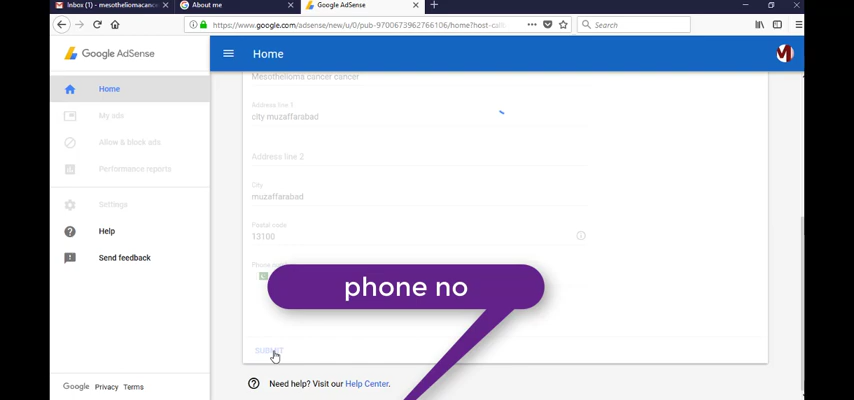 Inbox (1) - mesotheliomacanc
About me
Google AdSense
https://www.google.com/adsense/new/u/0/pub-9700673962766106/home?host-call
Search
Google AdSense
Home
Home
My ads
Allow & block ads
Performance reports
Settings
Help
Send feedback
Mesothelioma cancer cancer
Address line 1
city muzaffarabad
Address line 2
City
muzaffarabad
Postal code
13100
phone no
SUBMIT
Need help? Visit our Help Center.
Google Privacy Terms